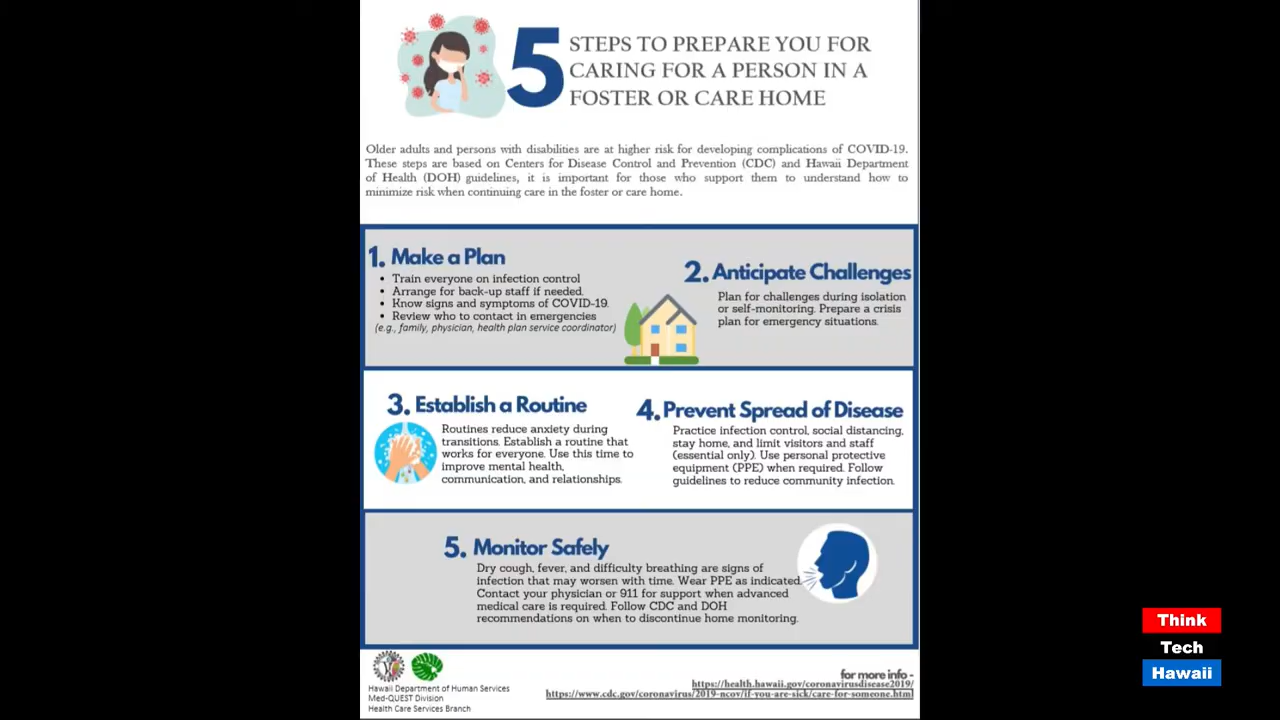 5 STEPS TO PREPARE YOU FOR
CARING FOR A PERSON IN A
FOSTER OR CARE HOME
Older adults and persons with disabilities are at higher risk for developing complications of COVID-19.
These steps are based on Centers for Disease Control and Prevention (CDC) and Hawaii Department
of Health (DOH) guidelines, it is important for those who support them to understand how to
minimize risk when continuing care in the foster or care home.
1. Make a Plan
• Train everyone on infection control
• Arrange for back-up staff if needed.
• Know signs and symptoms of COVID-19.
• Review who to contact in emergencies
(e.g., family, physician, health plan service coordinator)
2. Anticipate Challenges
Plan for challenges during isolation
or self-monitoring. Prepare a crisis
plan for emergency situations.
3. Establish a Routine
Routines reduce anxiety during
transitions. Establish a routine that
works for everyone. Use this time to
improve mental health,
communication, and relationships.
4. Prevent Spread of Disease
Practice infection control, social distancing,
stay home, and limit visitors and staff
(essential only). Use personal protective
equipment (PPE) when required. Follow
guidelines to reduce community infection.
5. Monitor Safely
Dry cough, fever, and difficulty breathing are signs of
infection that may worsen with time. Wear PPE as indicated.
Contact your physician or 911 for support when advanced
medical care is required. Follow CDC and DOH
recommendations on when to discontinue home monitoring.
Hawaii Department of Human Services
Med-QUEST Division
Health Care Services Branch
for more info -
https://health.hawaii.gov/coronavirusdisease2019/
https://www.cdc.gov/coronavirus/2019-ncov/if-you-are-sick/care-for-someone.html
Think
Tech
Hawaii